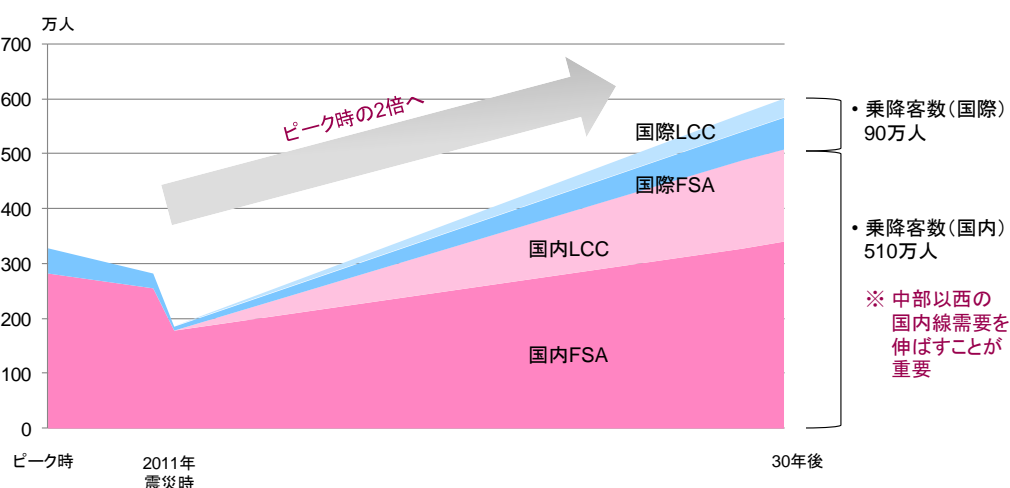 万人
700
600
500
400
300
200
100
0
ピーク時
2011年
震災時
30年後
ピーク時の2倍へ
国際LCC
国際FSA
国内LCC
国内FSA
・乗降客数（国際）
90万人
・乗降客数（国内）
510万人
※ 中部以西の
国内線需要を
伸ばすことが
重要